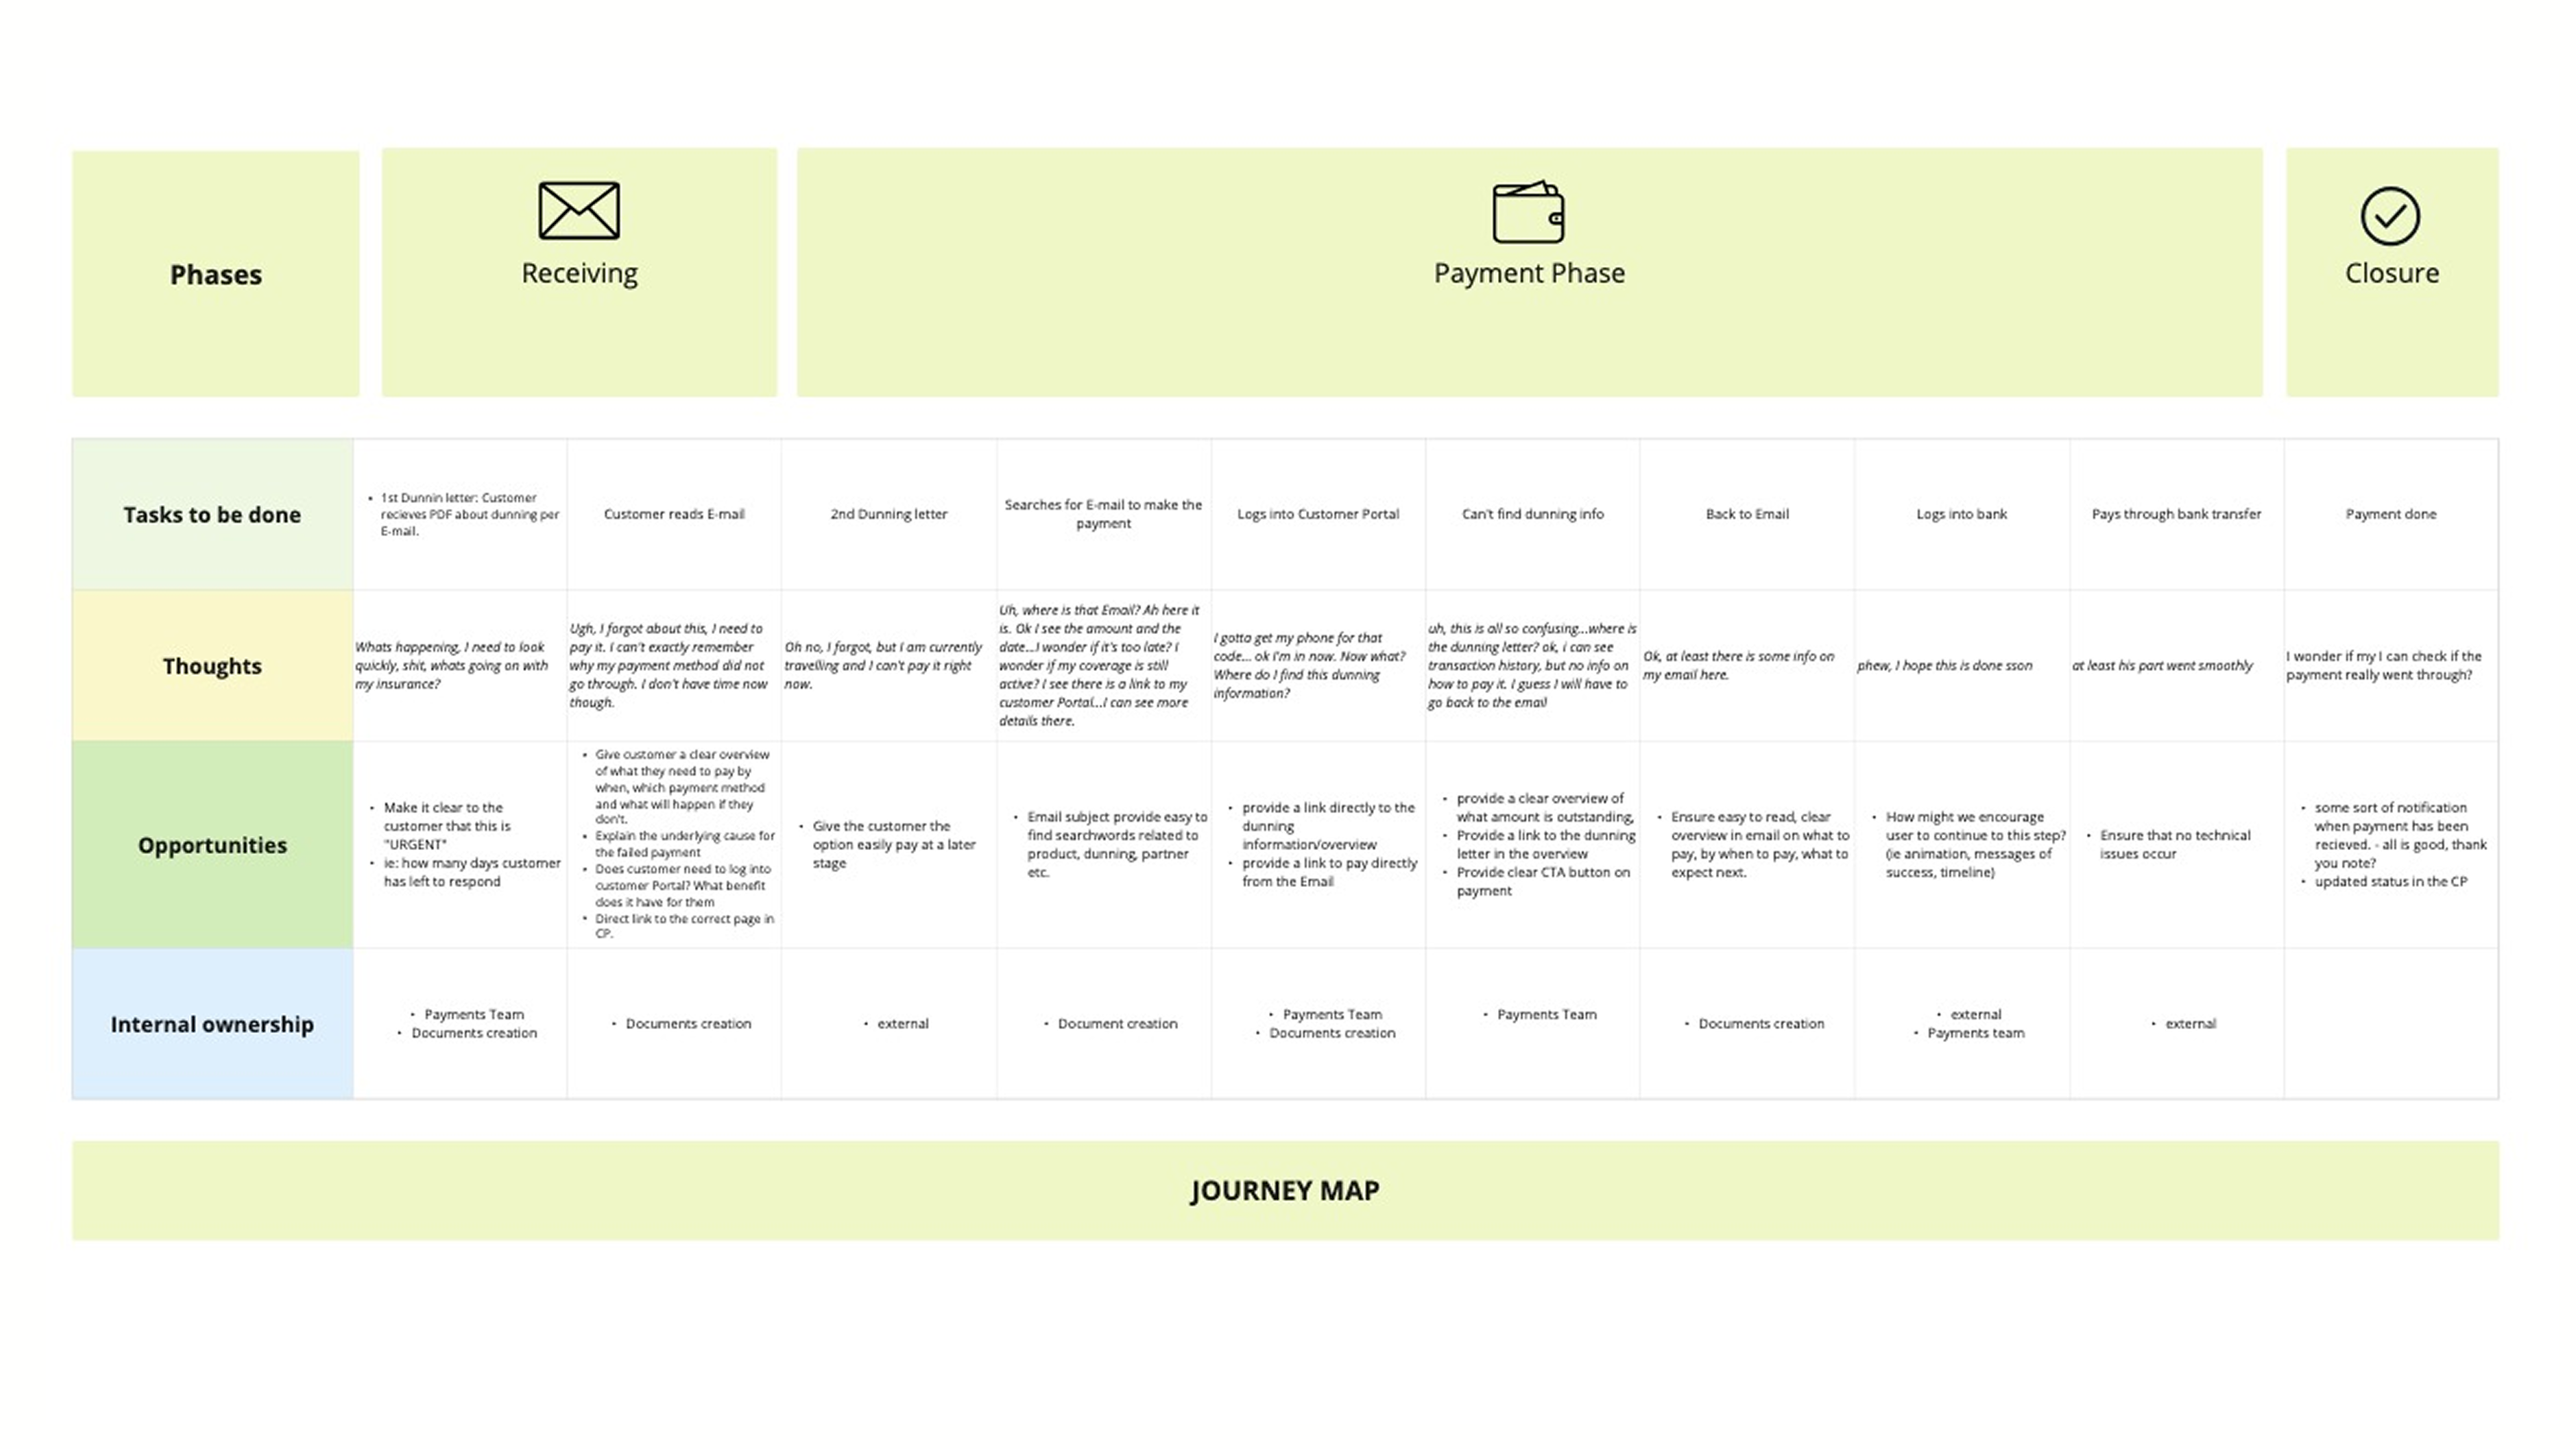 Phases
Receiving
Payment Phase
Closure
Tasks to be done
• 1st Dunnin letter: Customer
recieves PDF about dunning per
E-mail.
Customer reads E-mail
2nd Dunning letter
Searches for E-mail to make the
payment
Logs into Customer Portal
Can't find dunning info
Back to Email
Logs into bank
Pays through bank transfer
Payment done
Thoughts
Whats happening, I need to look
quickly, shit, whats going on with
my insurance?
Ugh, I forgot about this, I need to
pay it. I can't exactly remember
why my payment method did not
go through. I don't have time now
though.
Oh no, I forgot, but I am currently
travelling and I can't pay it right
now.
Uh, where is that Email? Ah here it
is. Ok I see the amount and the
date...I wonder if it's too late? I
wonder if my coverage is still
active? I see there is a link to my
customer Portal...I can see more
details there.
I gotta get my phone for that
code... ok I'm in now. Now what?
Where do I find this dunning
information?
uh, this is all so confusing...where is
the dunning letter? ok, i can see
transaction history, but no info on
how to pay it. I guess I will have to
go back to the email
Ok, at least there is some info on
my email here.
phew, I hope this is done sson
at least his part went smoothly
I wonder if my I can check if the
payment really went through?
Opportunities
• Make it clear to the
customer that this is
"URGENT"
• ie: how many days customer
has left to respond
• Give customer a clear overview
of what they need to pay by
when, which payment method
and what will happen if they
don't.
• Explain the underlying cause for
the failed payment
• Does customer need to log into
customer Portal? What benefit
does it have for them
• Direct link to the correct page in
CP.
• Give the customer the
option easily pay at a later
stage
• Email subject provide easy to
find searchwords related to
product, dunning, partner
etc.
• provide a link directly to the
dunning
information/overview
• provide a link to pay directly
from the Email
• provide a clear overview of
what amount is outstanding,
• Provide a link to the dunning
letter in the overview
• Provide clear CTA button on
payment
• Ensure easy to read, clear
overview in email on what to
pay, by when to pay, what to
expect next.
• How might we encourage
user to continue to this step?
(ie animation, messages of
success, timeline)
• Ensure that no technical
issues occur
• some sort of notification
when payment has been
recieved. - all is good, thank
you note?
• updated status in the CP
Internal ownership
• Payments Team
• Documents creation
• Documents creation
• external
• Document creation
• Payments Team
• Documents creation
• Payments Team
• Documents creation
• external
• Payments team
• external
JOURNEY MAP